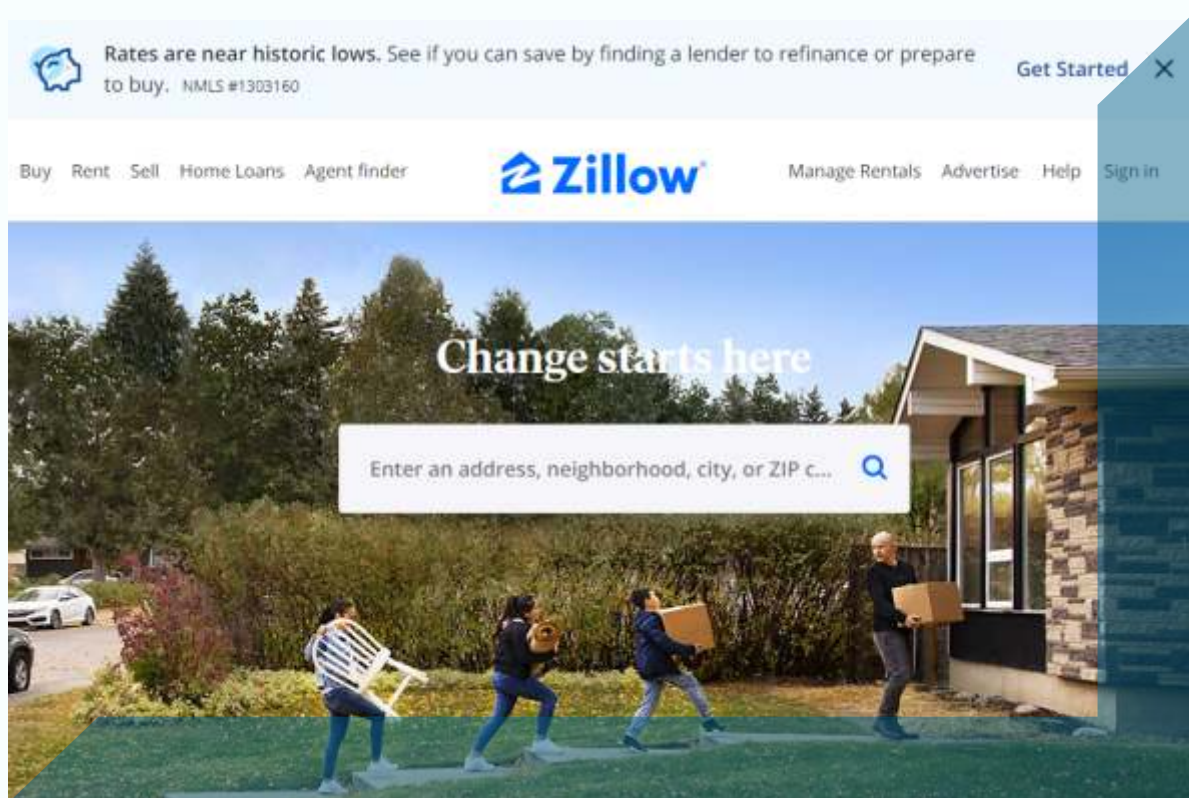 Rates are near historic lows. See if you can save by finding a lender to refinance or prepare
to buy. NMLS #1303160
Get Started
Buy Rent Sell Home Loans Agent finder
Zillow
Manage Rentals Advertise Help Sign in
Change starts here
Enter an address, neighborhood, city, or ZIP c...